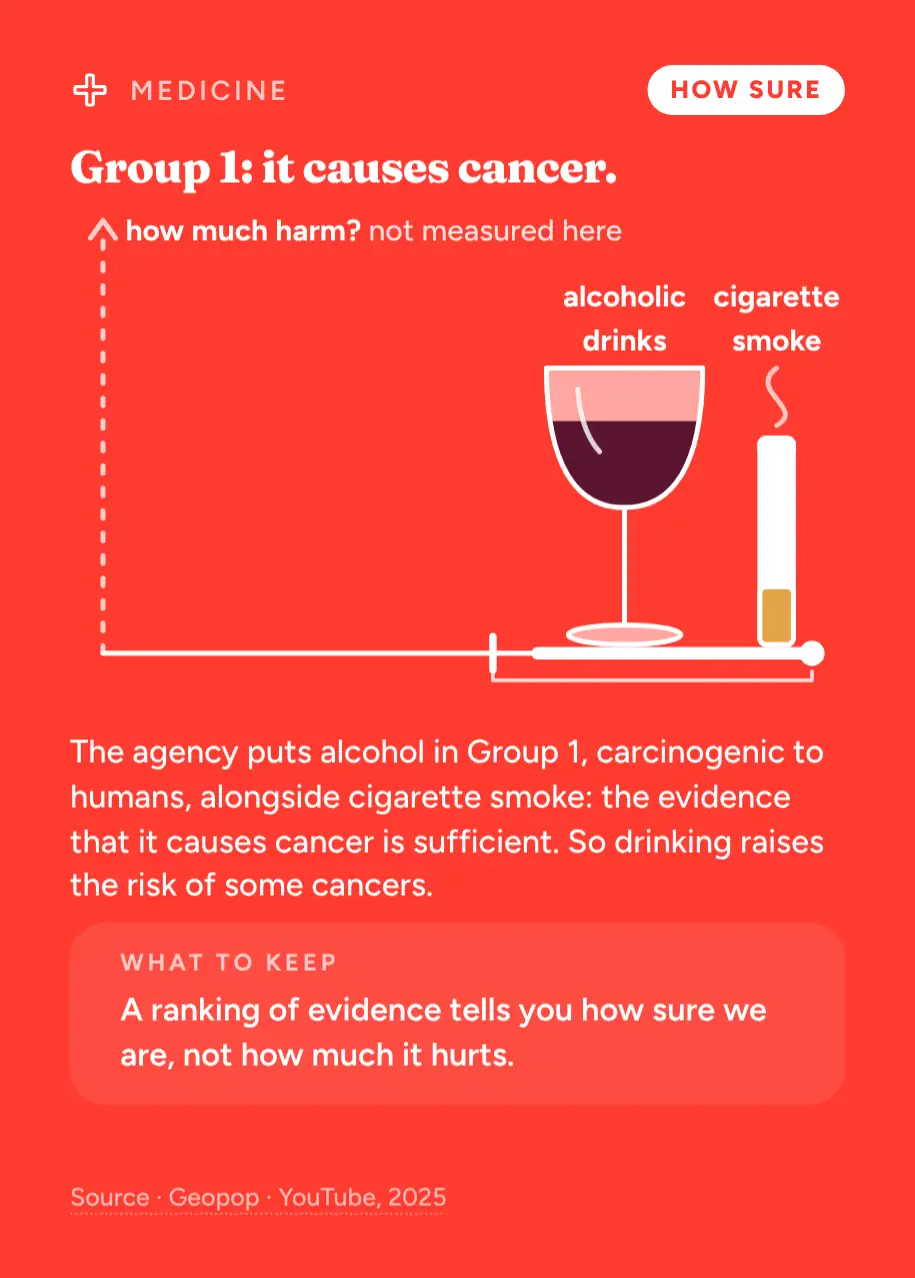 MEDICINE
HOW SURE
Group 1: it causes cancer.
how much harm? not measured here
alcoholic
drinks
cigarette
smoke
The agency puts alcohol in Group 1, carcinogenic to
humans, alongside cigarette smoke: the evidence
that it causes cancer is sufficient. So drinking raises
the risk of some cancers.
WHAT TO KEEP
A ranking of evidence tells you how sure we
are, not how much it hurts.
Source · Geopop · YouTube, 2025